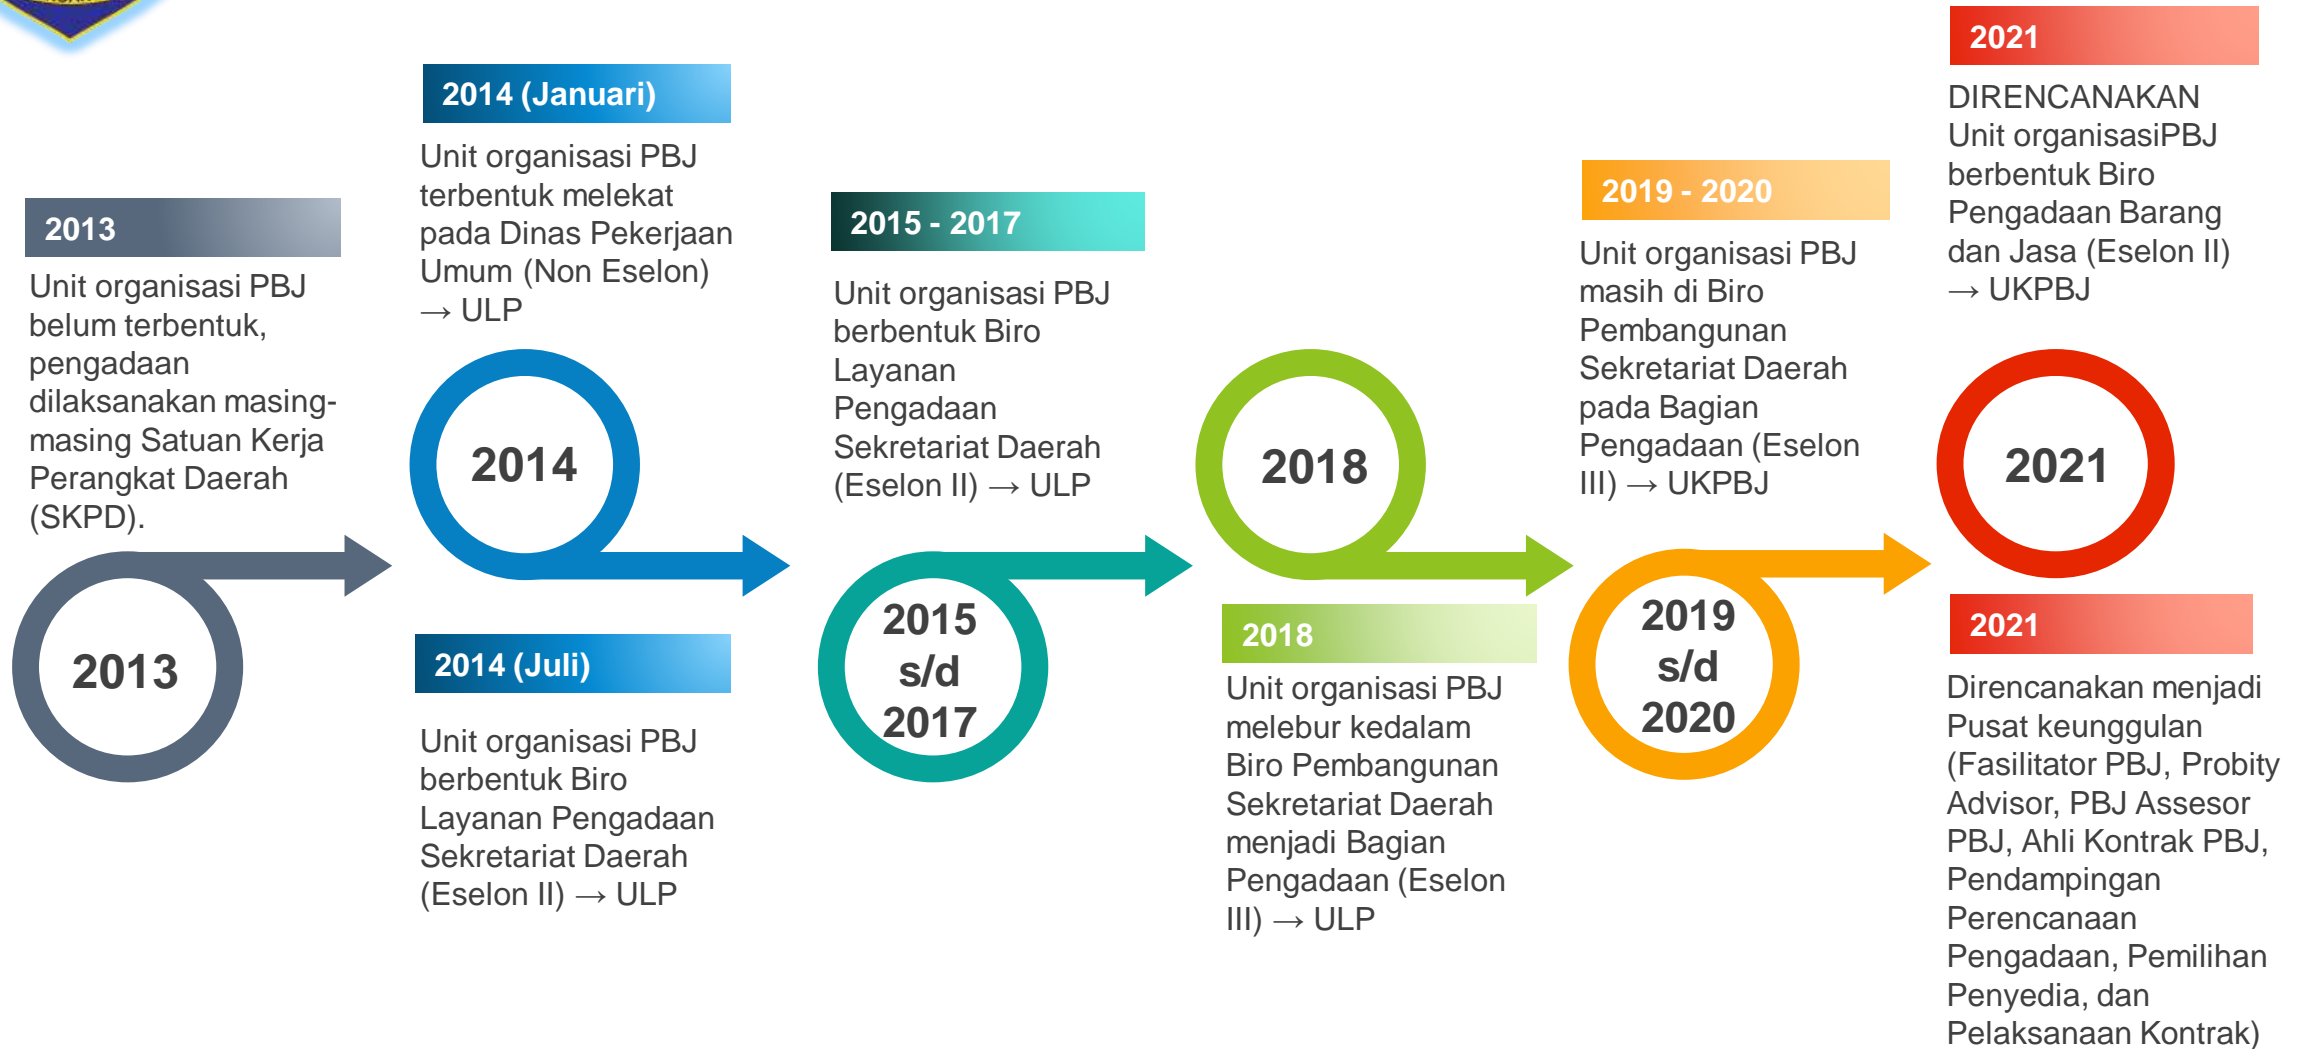 2013
Unit organisasi PBJ
belum terbentuk,
pengadaan
dilaksanakan masing-
masing Satuan Kerja
Perangkat Daerah
(SKPD).
2013
2014 (Januari)
Unit organisasi PBJ
terbentuk melekat
pada Dinas Pekerjaan
Umum (Non Eselon)
→ ULP
2014
2014 (Juli)
Unit organisasi PBJ
berbentuk Biro
Layanan Pengadaan
Sekretariat Daerah
(Eselon II) → ULP
2015 - 2017
Unit organisasi PBJ
berbentuk Biro
Layanan
Pengadaan
Sekretariat Daerah
(Eselon II) → ULP
2015
s/d
2017
2018
2018
Unit organisasi PBJ
melebur kedalam
Biro Pembangunan
Sekretariat Daerah
menjadi Bagian
Pengadaan (Eselon
III) → ULP
2019 - 2020
Unit organisasi PBJ
masih di Biro
Pembangunan
Sekretariat Daerah
pada Bagian
Pengadaan (Eselon
III) → UKPBJ
2019
s/d
2020
2021
DIRENCANAKAN
Unit organisasiPBJ
berbentuk Biro
Pengadaan Barang
dan Jasa (Eselon II)
→ UKPBJ
2021
2021
Direncanakan menjadi
Pusat keunggulan
(Fasilitator PBJ, Probity
Advisor, PBJ Assesor
PBJ, Ahli Kontrak PBJ,
Pendampingan
Perencanaan
Pengadaan, Pemilihan
Penyedia, dan
Pelaksanaan Kontrak)